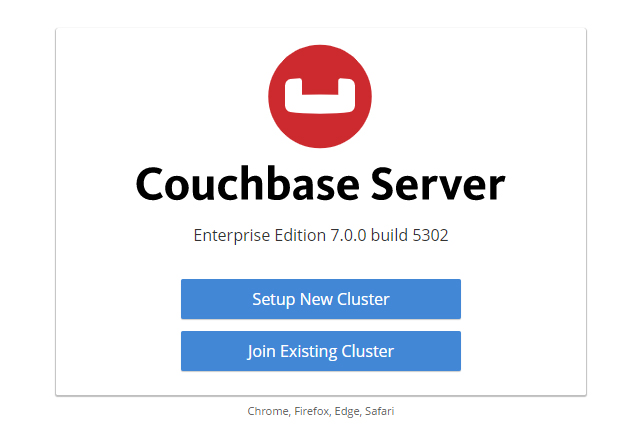 Couchbase Server
Enterprise Edition 7.0.0 build 5302
Setup New Cluster
Join Existing Cluster
Chrome, Firefox, Edge, Safari